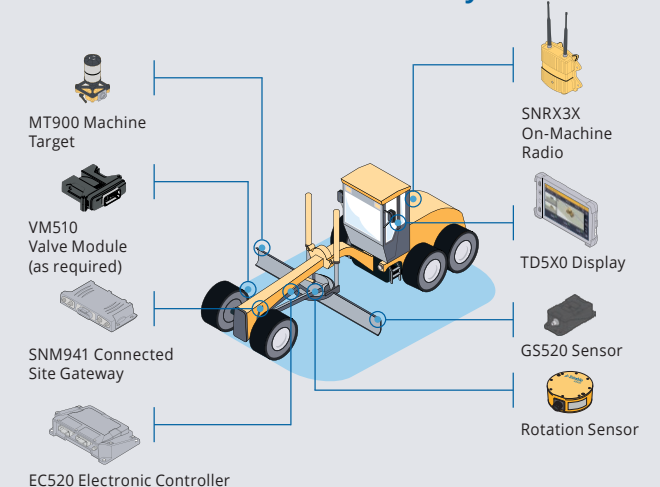 MT900 Machine
Target
VM510
Valve Module
(as required)
SNM941 Connected
Site Gateway
EC520 Electronic Controller
SNRX3X
On-Machine
Radio
TD5X0 Display
GS520 Sensor
Rotation Sensor